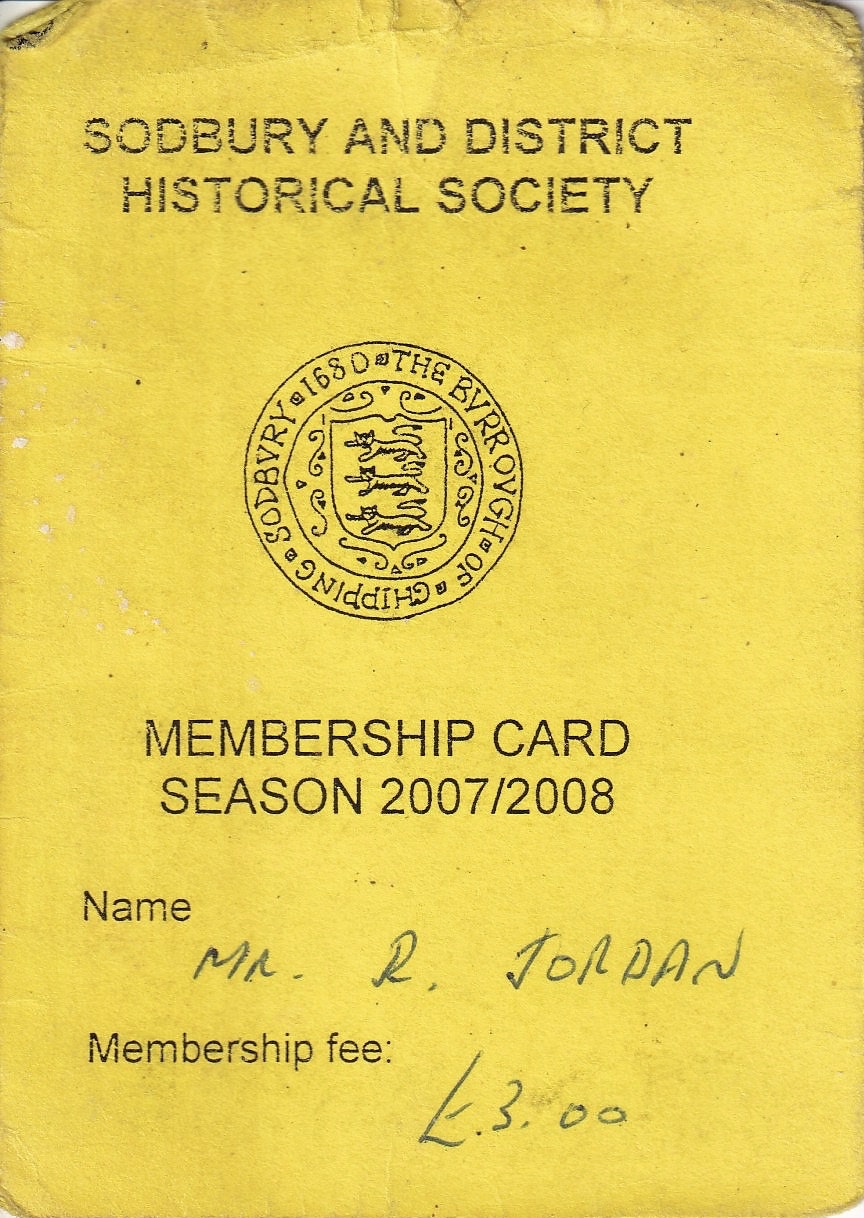 SODBURY AND DISTRICT
HISTORICAL SOCIETY
THE BVRROVGH OF CHIPPING SODBVRY 1680
MEMBERSHIP CARD
SEASON 2007/2008
Name
MR. R. JORDAN
Membership fee:
£.3.00